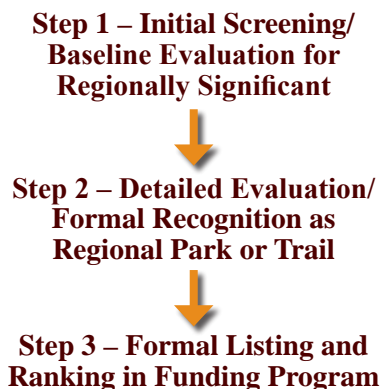 Step 1 – Initial Screening/
Baseline Evaluation for
Regionally Significant
Step 2 – Detailed Evaluation/
Formal Recognition as
Regional Park or Trail
Step 3 – Formal Listing and
Ranking in Funding Program